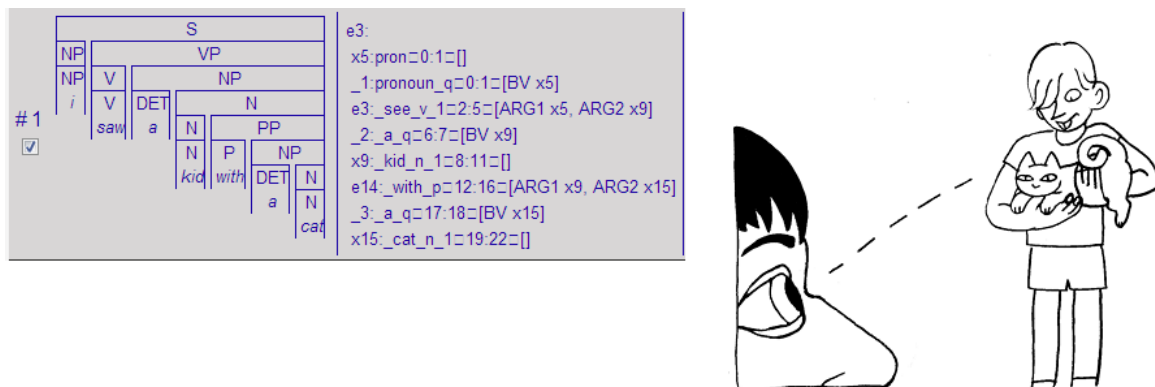 S
NP VP
NP V NP
i V DET N
saw a N PP
N P NP
kid with DET N
a N
cat
#1
e3:
x5:pron□0:1□[]
_1:pronoun_q□0:1□[BV x5]
e3:_see_v_1□2:5□[ARG1 x5, ARG2 x9]
_2:_a_q□6:7□[BV x9]
x9:_kid_n_1□8:11□[]
e14:_with_p□12:16□[ARG1 x9, ARG2 x15]
_3:_a_q□17:18□[BV x15]
x15:_cat_n_1□19:22□[]